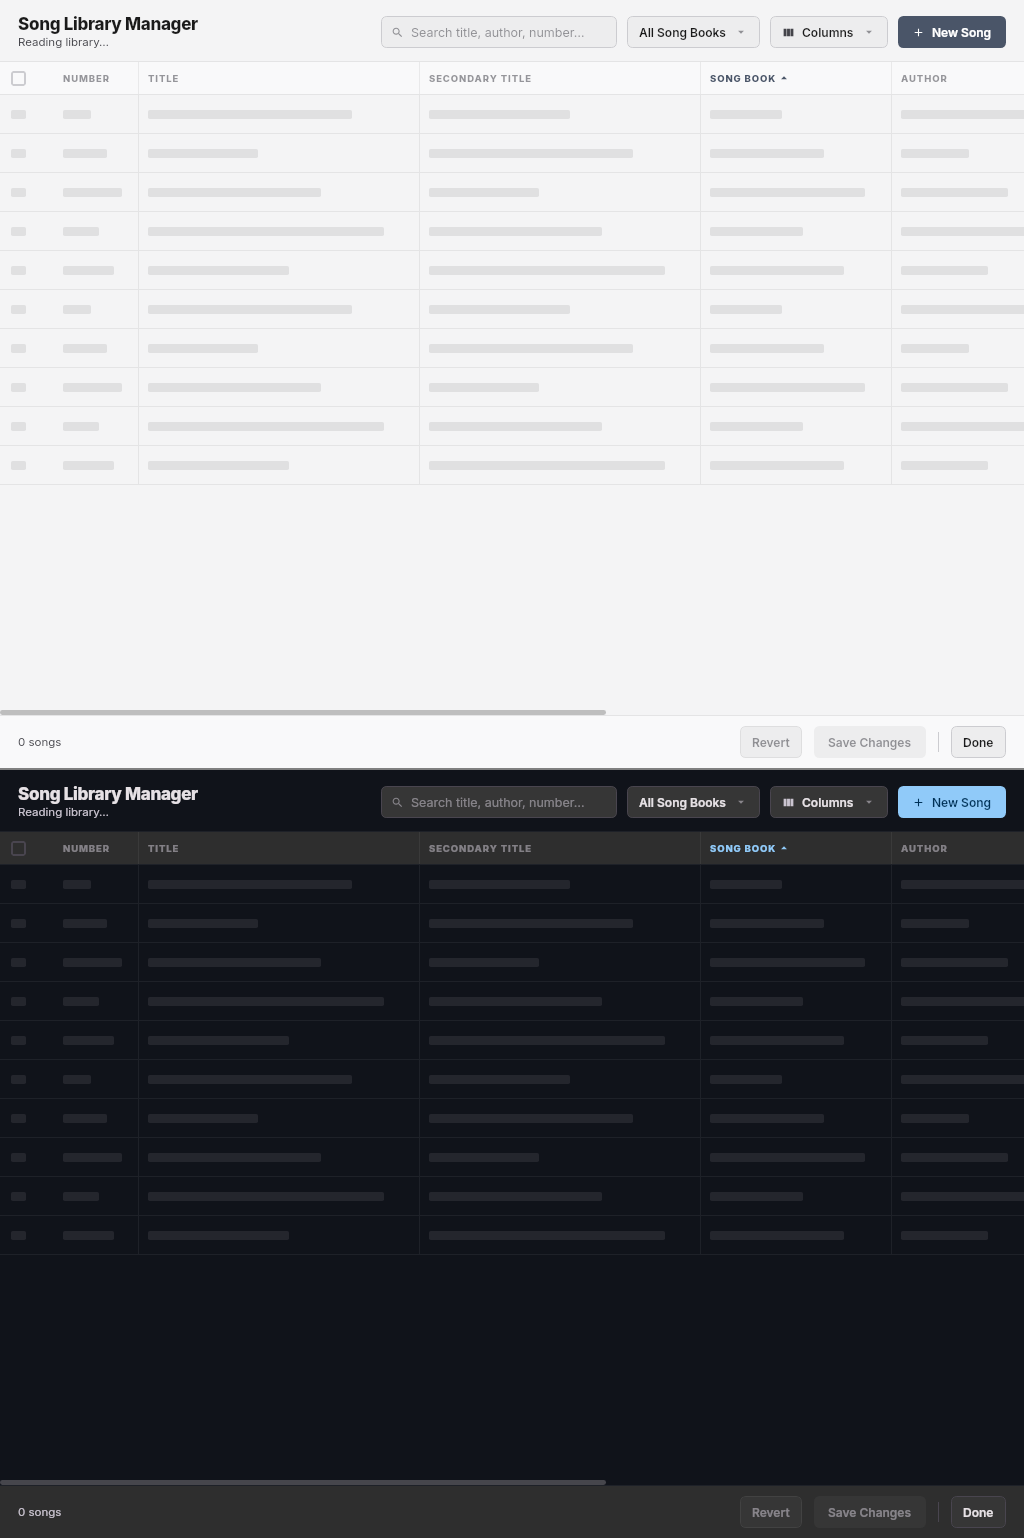 Song Library Manager
Reading library...
Search title, author, number...
All Song Books
Columns
New Song
NUMBER
TITLE
SECONDARY TITLE
SONG BOOK
AUTHOR
0 songs
Revert
Save Changes
Done
Song Library Manager
Reading library...
Search title, author, number...
All Song Books
Columns
New Song
NUMBER
TITLE
SECONDARY TITLE
SONG BOOK
AUTHOR
0 songs
Revert
Save Changes
Done